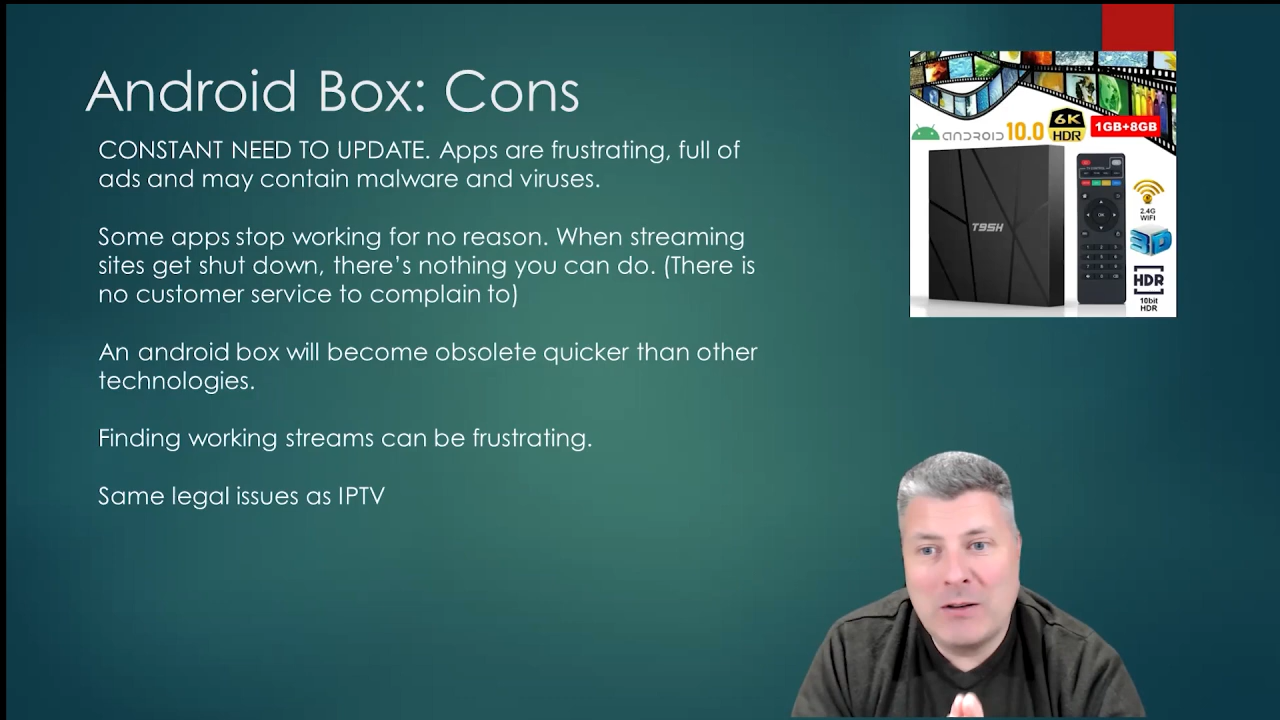 Android Box: Cons
CONSTANT NEED TO UPDATE. Apps are frustrating, full of
ads and may contain malware and viruses.
Some apps stop working for no reason. When streaming
sites get shut down, there’s nothing you can do. (There is
no customer service to complain to)
An android box will become obsolete quicker than other
technologies.
Finding working streams can be frustrating.
Same legal issues as IPTV
ANDROID 10.0
6K
HDR
1GB+8GB
T95H
2.4G
WIFI
3D
HDR
10bit
HDR